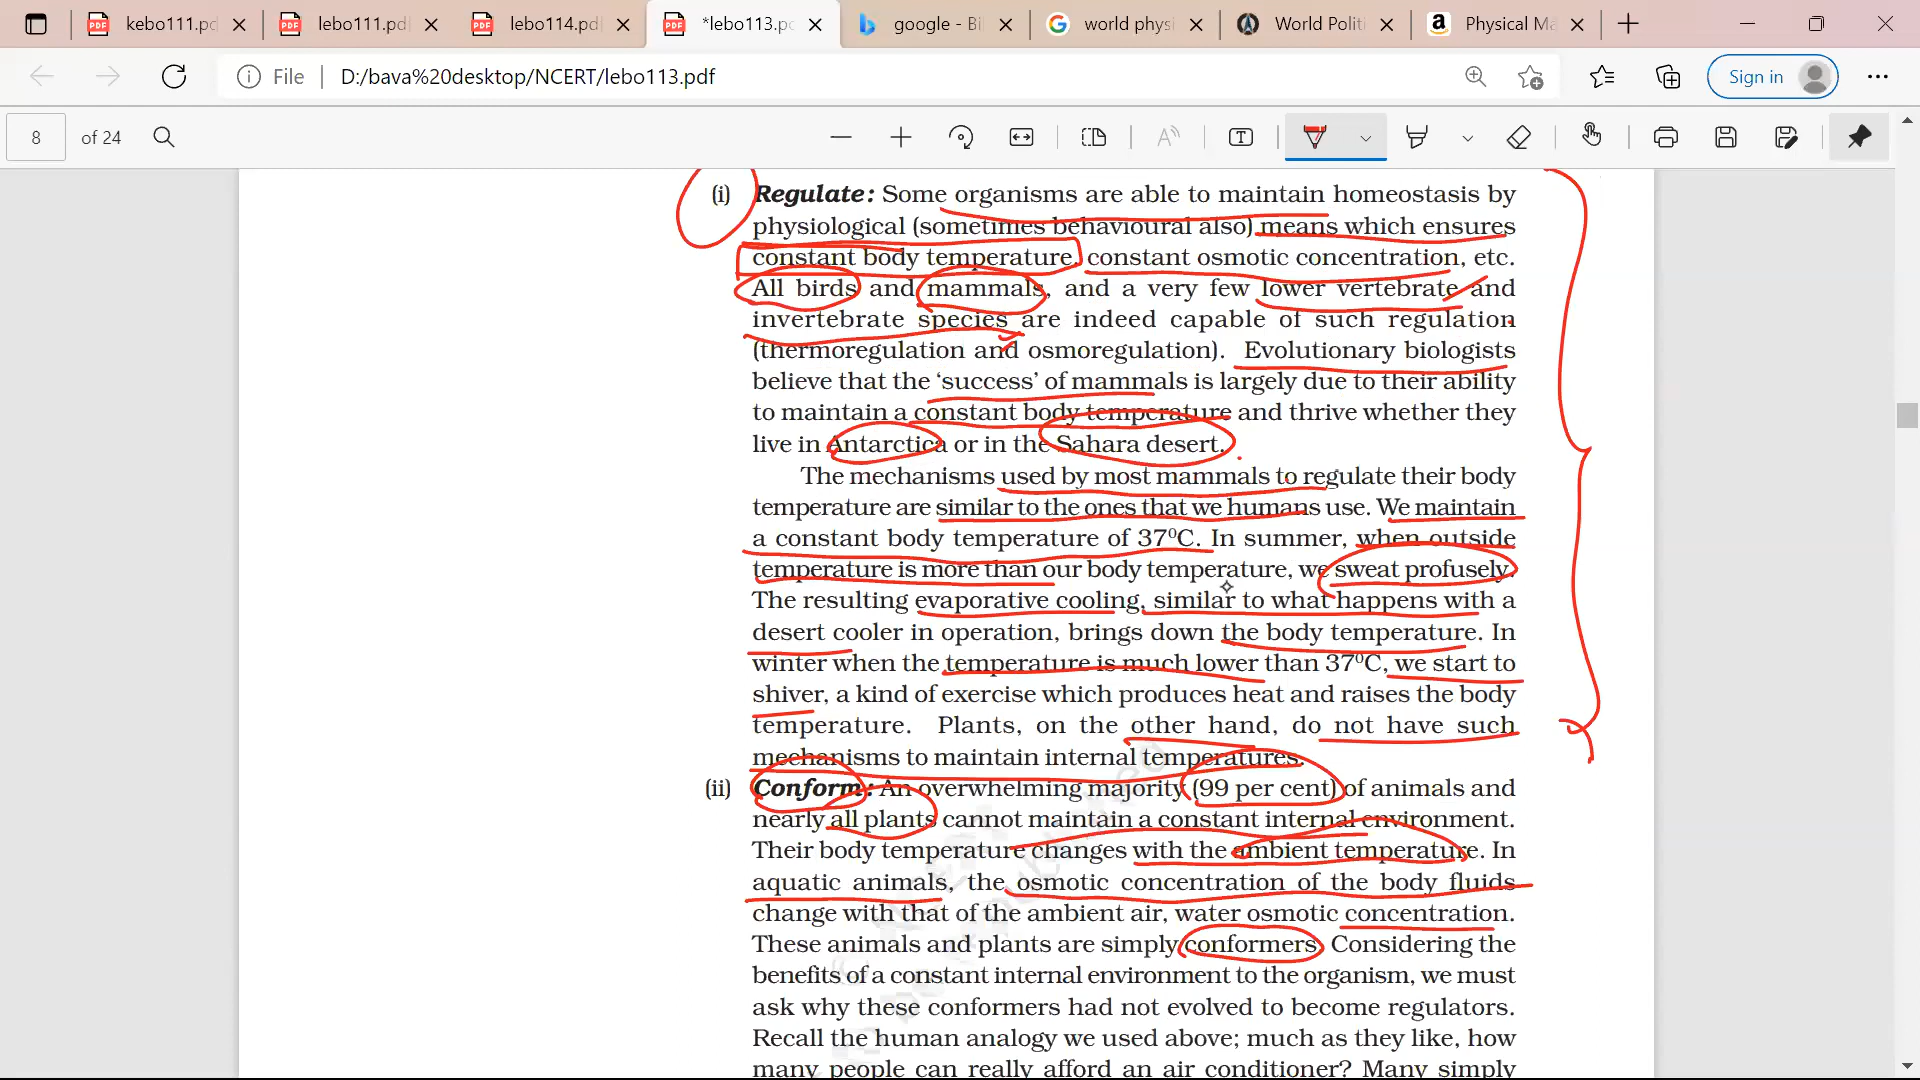 kebo111.pd
lebo111.pd
lebo114.pd
*lebo113.pd
google - Bi
world phys
World Polit
Physical Ma
File
D:/bava%20desktop/NCERT/lebo113.pdf
Sign in
8 of 24
(i) Regulate: Some organisms are able to maintain homeostasis by
physiological (sometimes behavioural also) means which ensures
constant body temperature, constant osmotic concentration, etc.
All birds and mammals, and a very few lower vertebrate and
invertebrate species are indeed capable of such regulation
(thermoregulation and osmoregulation). Evolutionary biologists
believe that the ‘success’ of mammals is largely due to their ability
to maintain a constant body temperature and thrive whether they
live in Antarctica or in the Sahara desert.
The mechanisms used by most mammals to regulate their body
temperature are similar to the ones that we humans use. We maintain
a constant body temperature of 37⁰C. In summer, when outside
temperature is more than our body temperature, we sweat profusely.
The resulting evaporative cooling, similar to what happens with a
desert cooler in operation, brings down the body temperature. In
winter when the temperature is much lower than 37⁰C, we start to
shiver, a kind of exercise which produces heat and raises the body
temperature. Plants, on the other hand, do not have such
mechanisms to maintain internal temperatures.
(ii) Conform: An overwhelming majority (99 per cent) of animals and
nearly all plants cannot maintain a constant internal environment.
Their body temperature changes with the ambient temperature. In
aquatic animals, the osmotic concentration of the body fluids
change with that of the ambient air, water osmotic concentration.
These animals and plants are simply conformers. Considering the
benefits of a constant internal environment to the organism, we must
ask why these conformers had not evolved to become regulators.
Recall the human analogy we used above; much as they like, how
many people can really afford an air conditioner? Many simply